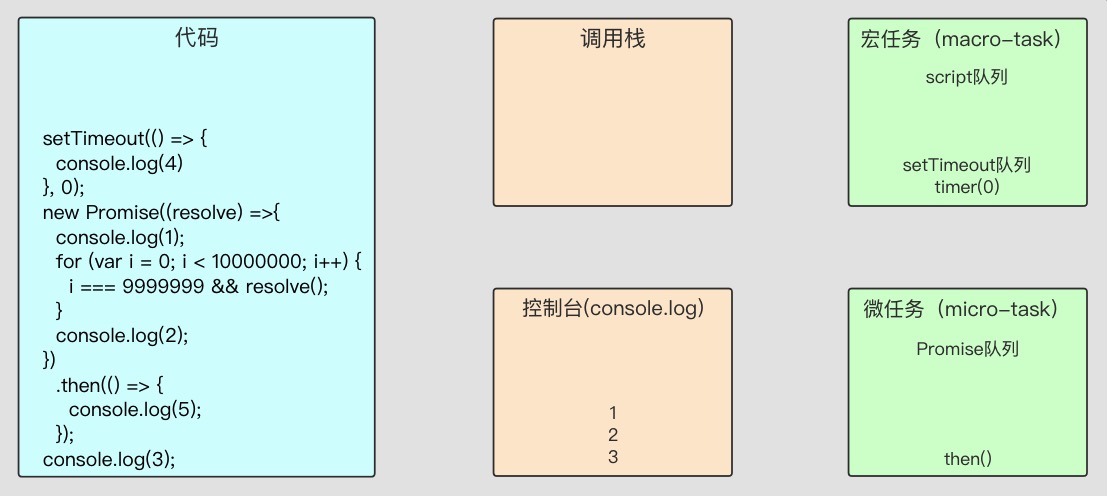 代码
setTimeout(() => {
console.log(4)
}, 0);
new Promise((resolve) =>{
console.log(1);
for (var i = 0; i < 10000000; i++) {
i === 9999999 && resolve();
}
console.log(2);
})
.then(() => {
console.log(5);
});
console.log(3);
调用栈
宏任务（macro-task）
script队列
setTimeout队列
timer(0)
控制台(console.log)
1
2
3
微任务（micro-task）
Promise队列
then()